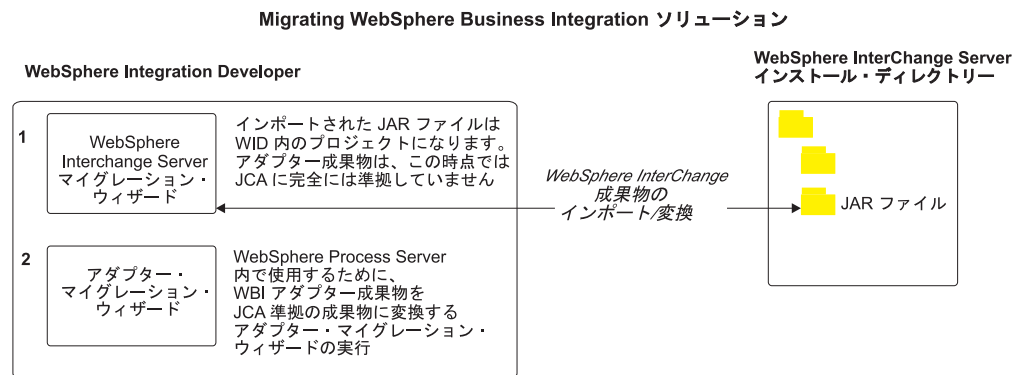 Migrating WebSphere Business Integration ソリューション
WebSphere Integration Developer
WebSphere InterChange Server
インストール・ディレクトリー
1
WebSphere
Interchange Server
マイグレーション・
ウィザード
インポートされた JAR ファイルは
WID 内のプロジェクトになります。
アダプター成果物は、この時点では
JCA に完全には準拠していません
WebSphere InterChange
成果物の
インポート/変換
JAR ファイル
2
アダプター・
マイグレーション・
ウィザード
WebSphere Process Server
内で使用するために、
WBI アダプター成果物を
JCA 準拠の成果物に変換する
アダプター・マイグレーション・
ウィザードの実行